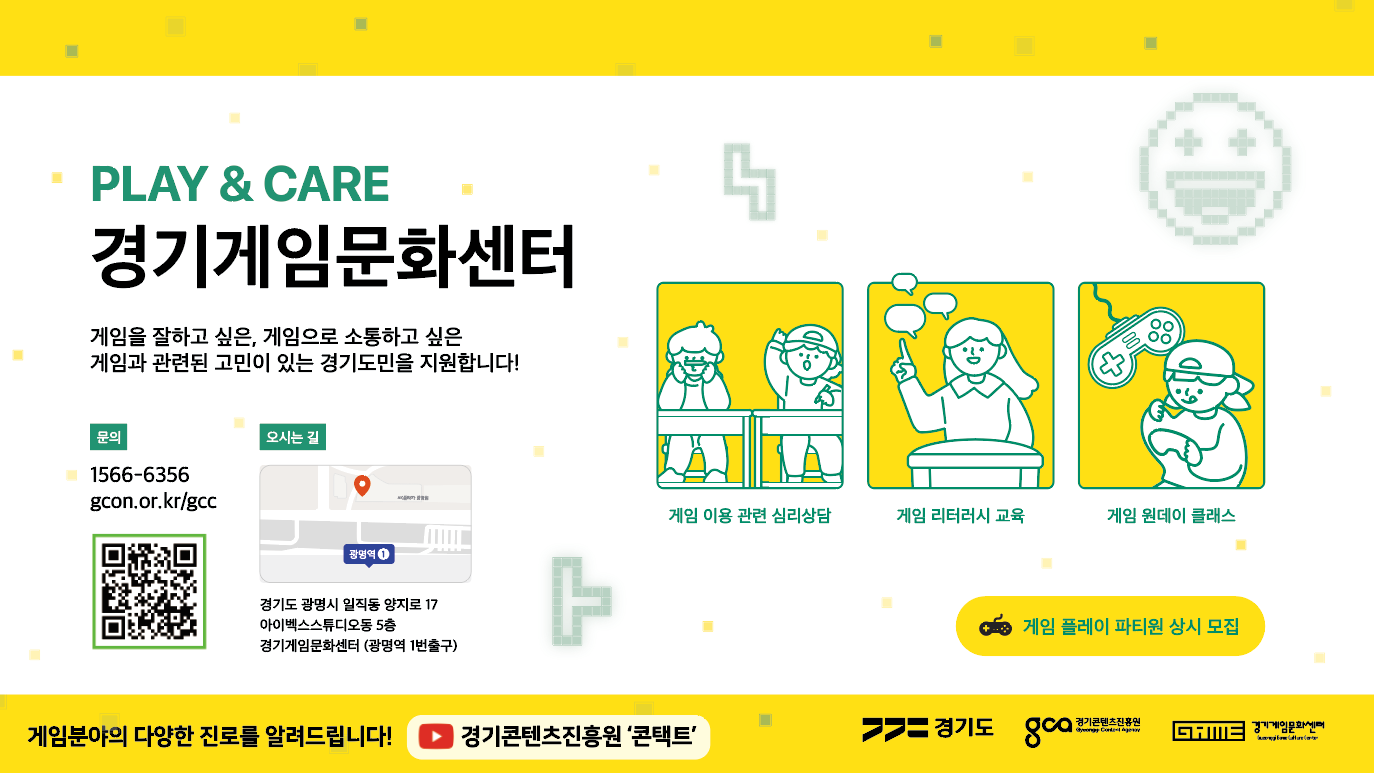 PLAY & CARE
경기게임문화센터
게임을 잘하고 싶은, 게임으로 소통하고 싶은
게임과 관련된 고민이 있는 경기도민을 지원합니다!
문의
1566-6356
gcon.or.kr/gcc
오시는 길
광명역 1
경기도 광명시 일직동 양지로 17
아이벡스스튜디오동 5층
경기게임문화센터 (광명역 1번출구)
게임 이용 관련 심리상담
게임 리터러시 교육
게임 원데이 클래스
게임 플레이 파티원 상시 모집
게임분야의 다양한 진로를 알려드립니다!
경기콘텐츠진흥원 ‘콘택트’
경기도
gca 경기콘텐츠진흥원
Gyeonggi Content Agency
GAME 경기게임문화센터
Gyeonggi Game Culture Center